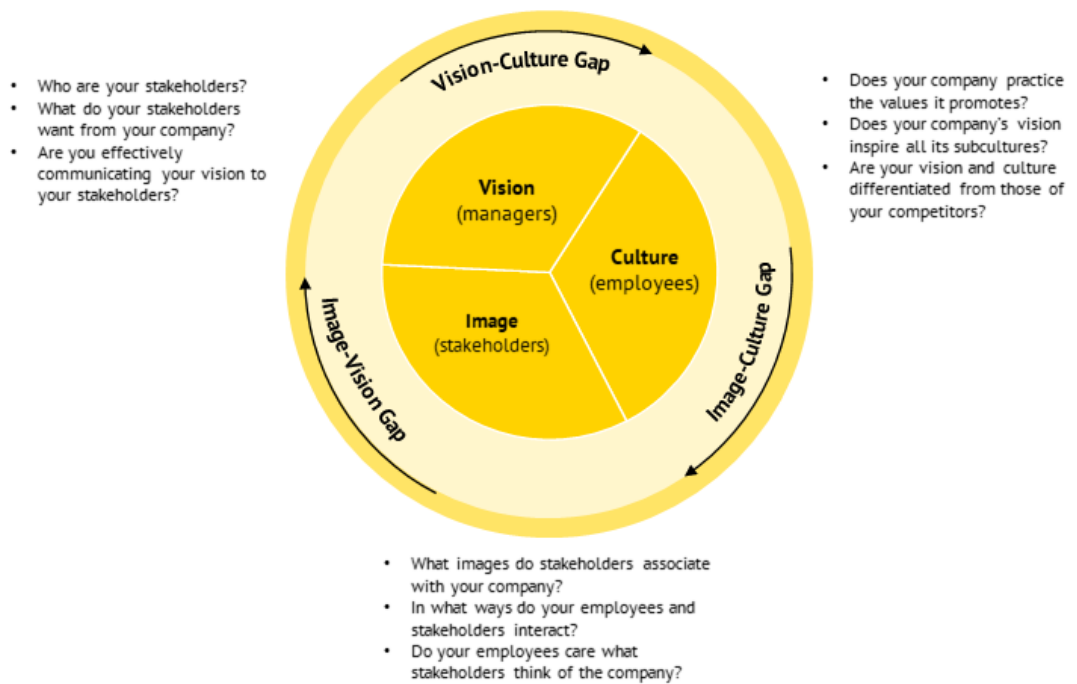 Vision-Culture Gap
• Who are your stakeholders?
• What do your stakeholders
want from your company?
• Are you effectively
communicating your vision to
your stakeholders?
• Does your company practice
the values it promotes?
• Does your company's vision
inspire all its subcultures?
• Are your vision and culture
differentiated from those of
your competitors?
Vision
(managers)
Culture
(employees)
Image
(stakeholders)
Image-Vision Gap
Image-Culture Gap
• What images do stakeholders associate
with your company?
• In what ways do your employees and
stakeholders interact?
• Do your employees care what
stakeholders think of the company?